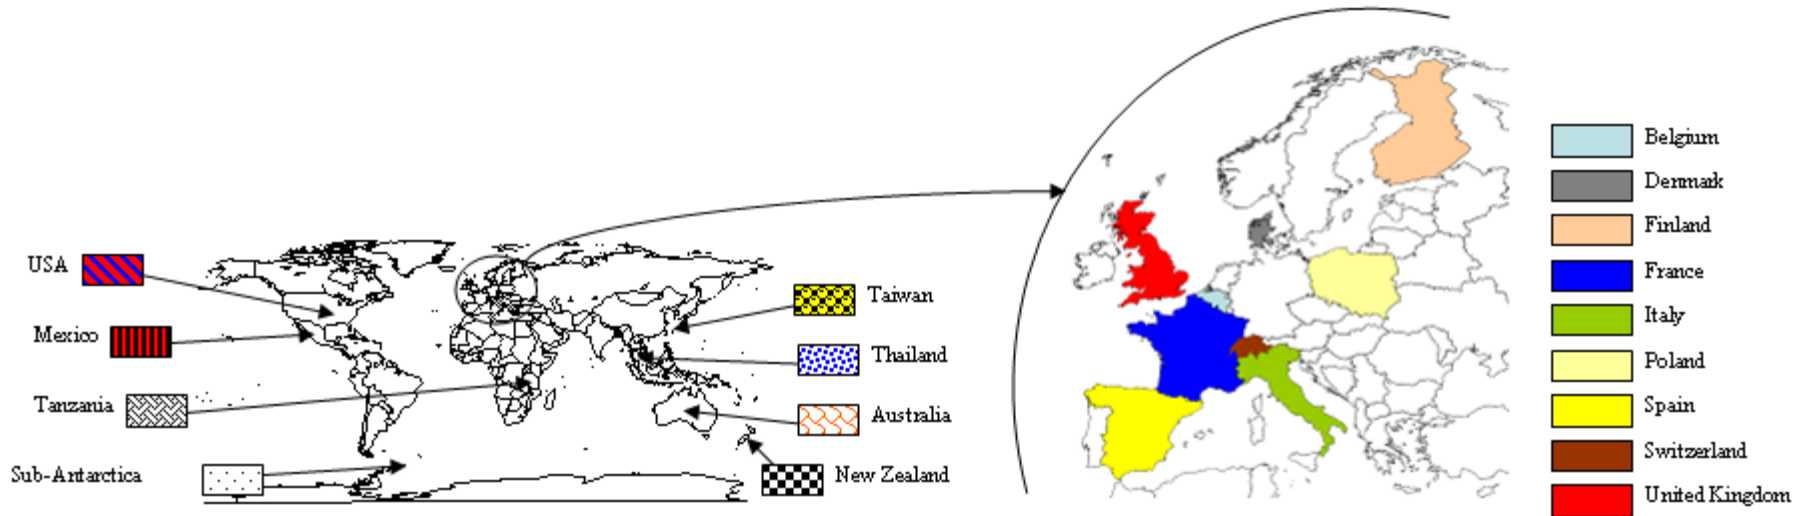 USA
Mexico
Tanzania
Sub-Antarctica
Taiwan
Thailand
Australia
New Zealand
Belgium
Denmark
Finland
France
Italy
Poland
Spain
Switzerland
United Kingdom